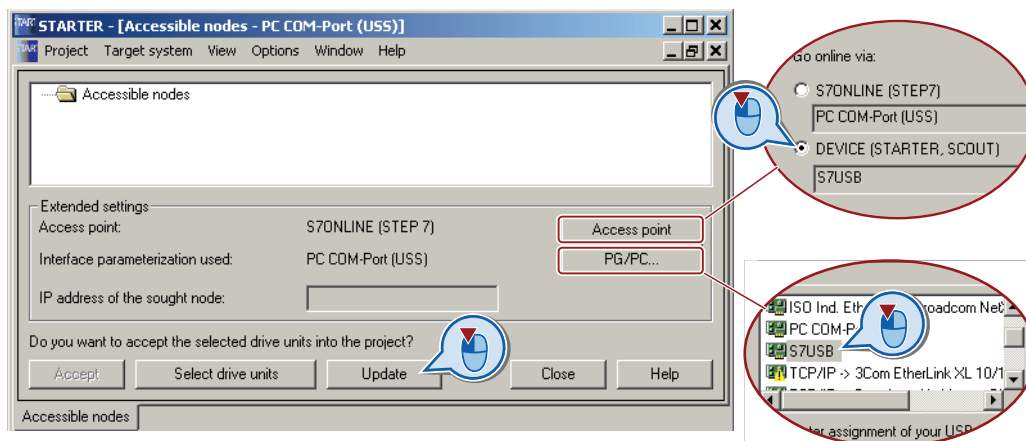 STARTER - [Accessible nodes - PC COM-Port (USS)]
Project Target system View Options Window Help
Accessible nodes
Extended settings
Access point: S7ONLINE (STEP 7) Access point
Interface parameterization used: PC COM-Port (USS) PG/PC...
IP address of the sought node:
Do you want to accept the selected drive units into the project?
Accept Select drive units Update Close Help
Accessible nodes
Go online via:
S7ONLINE (STEP7)
PC COM-Port (USS)
DEVICE (STARTER, SCOUT)
S7USB
ISO Ind.
PC COM-P
S7USB
TCP/IP -> 3Com EtherLink XL 10/1
assignment of your USB